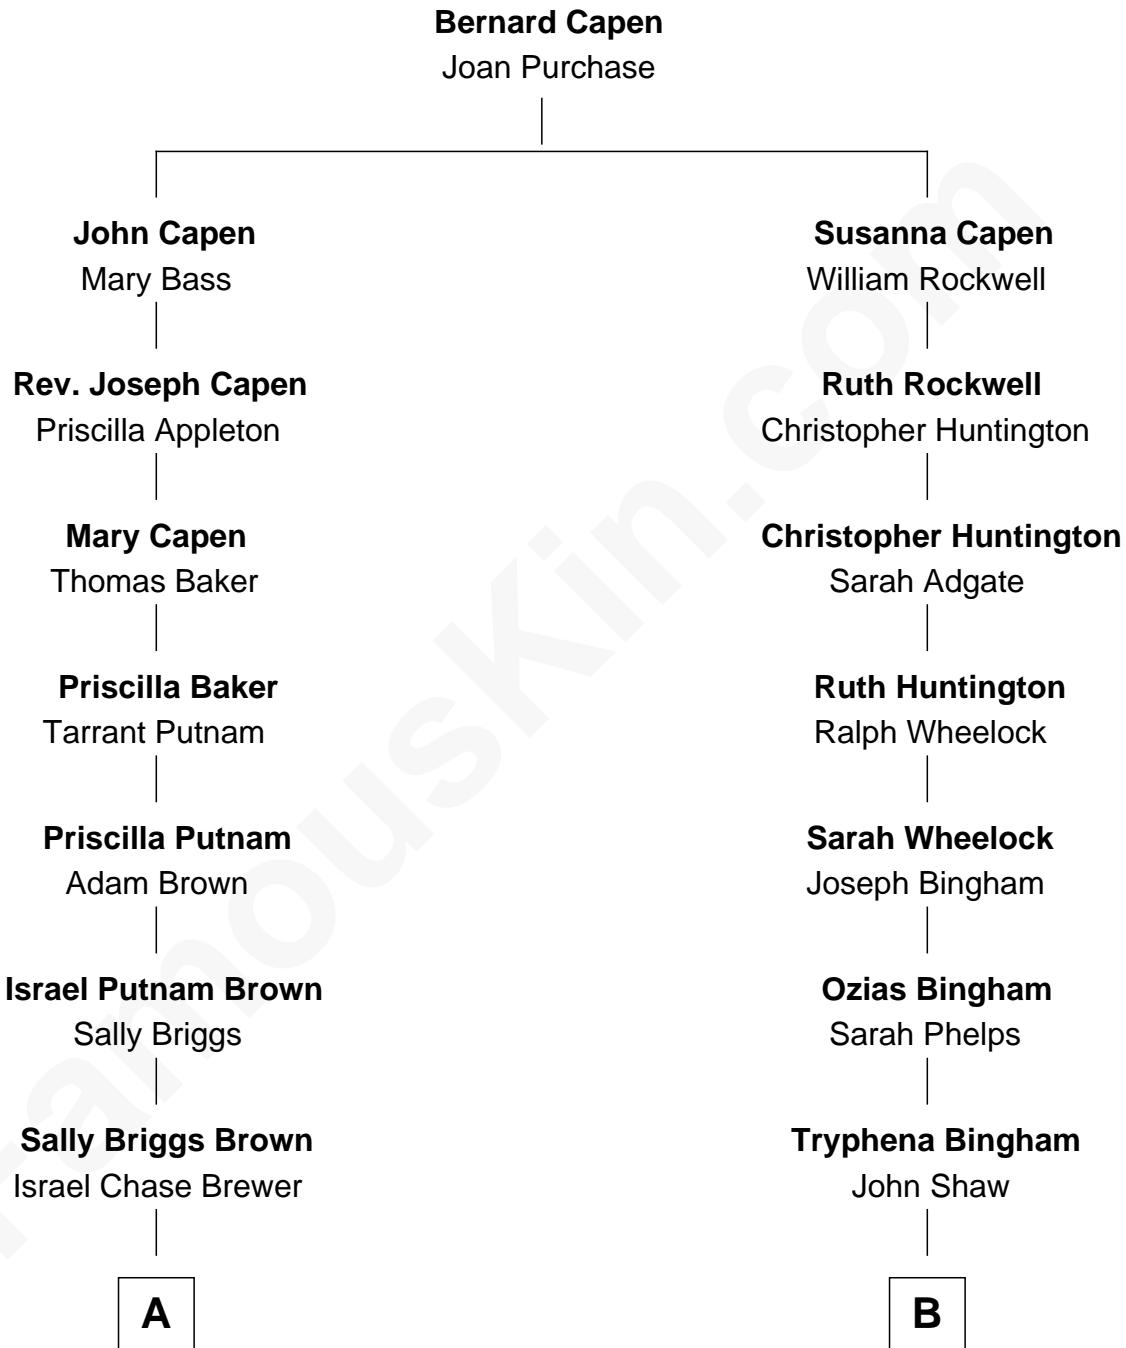 Bernard Capen
Joan Purchase
John Capen
Mary Bass
Susanna Capen
William Rockwell
Rev. Joseph Capen
Priscilla Appleton
Ruth Rockwell
Christopher Huntington
Mary Capen
Thomas Baker
Christopher Huntington
Sarah Adgate
Priscilla Baker
Tarrant Putnam
Ruth Huntington
Ralph Wheelock
Priscilla Putnam
Adam Brown
Sarah Wheelock
Joseph Bingham
Israel Putnam Brown
Sally Briggs
Ozias Bingham
Sarah Phelps
Sally Briggs Brown
Israel Chase Brewer
Tryphena Bingham
John Shaw
A
B
FamousKin.com